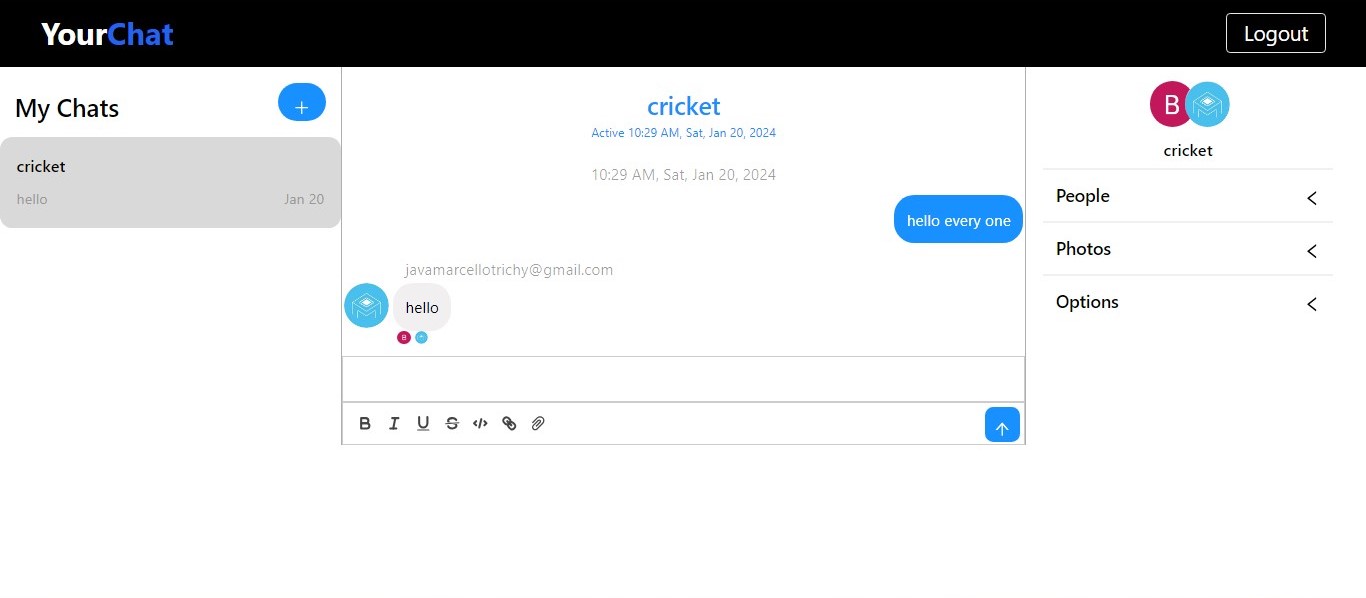 YourChat
Logout
My Chats
+
cricket
hello
Jan 20
cricket
Active 10:29 AM, Sat, Jan 20, 2024
10:29 AM, Sat, Jan 20, 2024
hello every one
javamarcellotrichy@gmail.com
hello
B
B I U S </>
B
cricket
People
Photos
Options